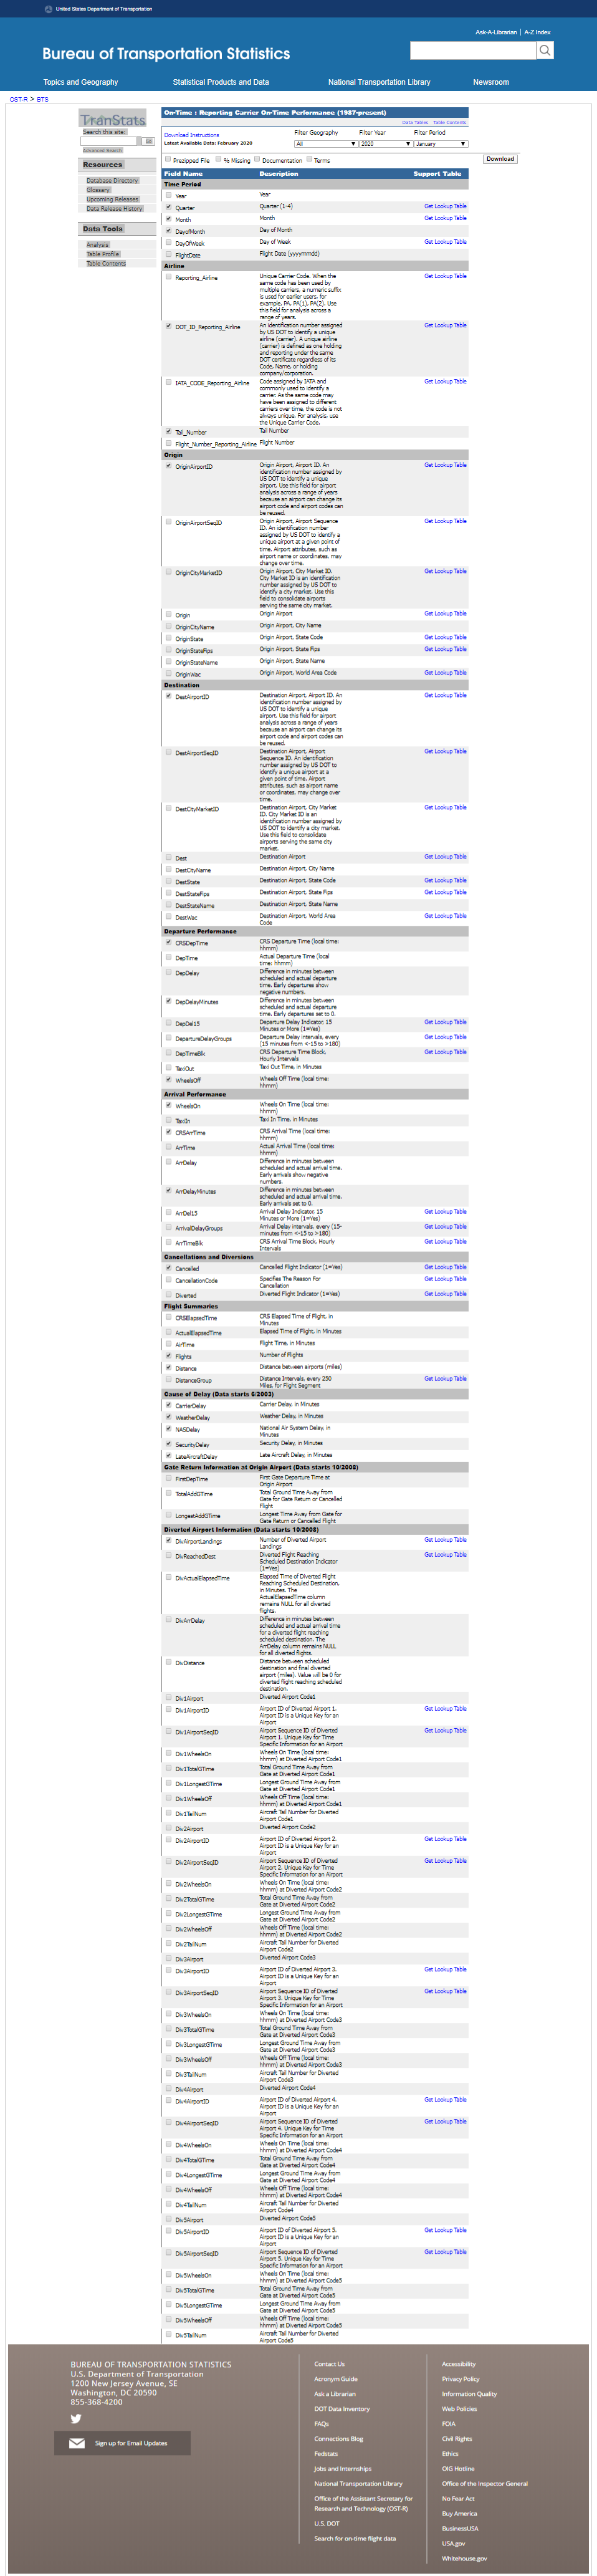 United States Department of Transportation
Ask-A-Librarian | A-Z Index
Bureau of Transportation Statistics
Topics and Geography Statistical Products and Data National Transportation Library Newsroom
OST-R > BTS
TranStats
Search this site:
Advanced Search
Resources
Database Directory
Glossary
Upcoming Releases
Data Release History
Data Tools
Analysis
Table Profile
Table Contents
On-Time : Reporting Carrier On-Time Performance (1987-present)
Data Tables Table Contents
Download Instructions
Latest Available Data: February 2020
Filter Geography Filter Year Filter Period
All 2020 January
Prezipped File % Missing Documentation Terms
Download
Field Name Description Support Table
Time Period
Year Year
Quarter Quarter (1-4) Get Lookup Table
Month Month Get Lookup Table
DayofMonth Day of Month Get Lookup Table
DayOfWeek Day of Week Get Lookup Table
FlightDate Flight Date (yyyymmdd)
Airline
Reporting_Airline Unique Carrier Code. When the Get Lookup Table
same code has been used by
multiple carriers, a numeric suffix
is used for earlier users, for
example, PA, PA(1), PA(2). Use
this field for analysis across a
range of years.
DOT_ID_Reporting_Airline An identification number assigned Get Lookup Table
by US DOT to identify a unique
airline (carrier). A unique airline
(carrier) is defined as one holding
and reporting under the same
DOT certificate regardless of its
Code, Name, or holding
company/corporation.
IATA_CODE_Reporting_Airline Code assigned by IATA and Get Lookup Table
commonly used to identify a
carrier. As the same code may
have been assigned to different
carriers over time, the code is not
always unique. For analysis, use
the Unique Carrier Code.
Tail_Number Tail Number
Flight_Number_Reporting_Airline Flight Number
Origin
OriginAirportID Origin Airport, Airport ID. An Get Lookup Table
identification number assigned by
US DOT to identify a unique
airport. Use this field for airport
analysis across a range of years
because an airport can change its
airport code and airport codes can
be reused.
OriginAirportSeqID Origin Airport, Airport Sequence Get Lookup Table
ID. An identification number
assigned by US DOT to identify a
unique airport at a given point of
time. Airport attributes, such as
airport name or coordinates, may
change over time.
OriginCityMarketID Origin Airport, City Market ID. Get Lookup Table
City Market ID is an identification
number assigned by US DOT to
identify a city market. Use this
field to consolidate airports
serving the same city market.
Origin Origin Airport Get Lookup Table
OriginCityName Origin Airport, City Name
OriginState Origin Airport, State Code Get Lookup Table
OriginStateFips Origin Airport, State Fips Get Lookup Table
OriginStateName Origin Airport, State Name
OriginWac Origin Airport, World Area Code Get Lookup Table
Destination
DestAirportID Destination Airport, Airport ID. An Get Lookup Table
identification number assigned by
US DOT to identify a unique
airport. Use this field for airport
analysis across a range of years
because an airport can change its
airport code and airport codes can
be reused.
DestAirportSeqID Destination Airport, Airport Get Lookup Table
Sequence ID. An identification
number assigned by US DOT to
identify a unique airport at a
given point of time. Airport
attributes, such as airport name
or coordinates, may change over
time.
DestCityMarketID Destination Airport, City Market Get Lookup Table
ID. City Market ID is an
identification number assigned by
US DOT to identify a city market.
Use this field to consolidate
airports serving the same city
market.
Dest Destination Airport Get Lookup Table
DestCityName Destination Airport, City Name
DestState Destination Airport, State Code Get Lookup Table
DestStateFips Destination Airport, State Fips Get Lookup Table
DestStateName Destination Airport, State Name
DestWac Destination Airport, World Area Get Lookup Table
Code
Departure Performance
CRSDepTime CRS Departure Time (local time:
hhmm)
DepTime Actual Departure Time (local
time: hhmm)
DepDelay Difference in minutes between
scheduled and actual departure
time. Early departures show
negative numbers.
DepDelayMinutes Difference in minutes between
scheduled and actual departure
time. Early departures set to 0.
DepDel15 Departure Delay Indicator, 15 Get Lookup Table
Minutes or More (1=Yes)
DepartureDelayGroups Departure Delay intervals, every Get Lookup Table
(15 minutes from <-15 to >180)
DepTimeBlk CRS Departure Time Block, Get Lookup Table
Hourly Intervals
TaxiOut Taxi Out Time, in Minutes
WheelsOff Wheels Off Time (local time:
hhmm)
Arrival Performance
WheelsOn Wheels On Time (local time:
hhmm)
TaxiIn Taxi In Time, in Minutes
CRSArrTime CRS Arrival Time (local time:
hhmm)
ArrTime Actual Arrival Time (local time:
hhmm)
ArrDelay Difference in minutes between
scheduled and actual arrival time.
Early arrivals show negative
numbers.
ArrDelayMinutes Difference in minutes between
scheduled and actual arrival time.
Early arrivals set to 0.
ArrDel15 Arrival Delay Indicator, 15 Get Lookup Table
Minutes or More (1=Yes)
ArrivalDelayGroups Arrival Delay intervals, every (15- Get Lookup Table
minutes from <-15 to >180)
ArrTimeBlk CRS Arrival Time Block, Hourly Get Lookup Table
Intervals
Cancellations and Diversions
Cancelled Cancelled Flight Indicator (1=Yes) Get Lookup Table
CancellationCode Specifies The Reason For Get Lookup Table
Cancellation
Diverted Diverted Flight Indicator (1=Yes) Get Lookup Table
Flight Summaries
CRSElapsedTime CRS Elapsed Time of Flight, in
Minutes
ActualElapsedTime Elapsed Time of Flight, in Minutes
AirTime Flight Time, in Minutes
Flights Number of Flights
Distance Distance between airports (miles)
DistanceGroup Distance Intervals, every 250 Get Lookup Table
Miles, for Flight Segment
Cause of Delay (Data starts 6/2003)
CarrierDelay Carrier Delay, in Minutes
WeatherDelay Weather Delay, in Minutes
NASDelay National Air System Delay, in
Minutes
SecurityDelay Security Delay, in Minutes
LateAircraftDelay Late Aircraft Delay, in Minutes
Gate Return Information at Origin Airport (Data starts 10/2008)
FirstDepTime First Gate Departure Time at
Origin Airport
TotalAddGTime Total Ground Time Away from
Gate for Gate Return or Cancelled
Flight
LongestAddGTime Longest Time Away from Gate for
Gate Return or Cancelled Flight
Diverted Airport Information (Data starts 10/2008)
DivAirportLandings Number of Diverted Airport Get Lookup Table
Landings
DivReachedDest Diverted Flight Reaching Get Lookup Table
Scheduled Destination Indicator
(1=Yes)
DivActualElapsedTime Elapsed Time of Diverted Flight
Reaching Scheduled Destination,
in Minutes. The
ActualElapsedTime column
remains NULL for all diverted
flights.
DivArrDelay Difference in minutes between
scheduled and actual arrival time
for a diverted flight reaching
scheduled destination. The
ArrDelay column remains NULL
for all diverted flights.
DivDistance Distance between scheduled
destination and final diverted
airport (miles). Value will be 0 for
diverted flight reaching scheduled
destination.
Div1Airport Diverted Airport Code1
Div1AirportID Airport ID of Diverted Airport 1. Get Lookup Table
Airport ID is a Unique Key for an
Airport
Div1AirportSeqID Airport Sequence ID of Diverted Get Lookup Table
Airport 1. Unique Key for Time
Specific Information for an Airport
Div1WheelsOn Wheels On Time (local time:
hhmm) at Diverted Airport Code1
Div1TotalGTime Total Ground Time Away from
Gate at Diverted Airport Code1
Div1LongestGTime Longest Ground Time Away from
Gate at Diverted Airport Code1
Div1WheelsOff Wheels Off Time (local time:
hhmm) at Diverted Airport Code1
Div1TailNum Aircraft Tail Number for Diverted
Airport Code1
Div2Airport Diverted Airport Code2
Div2AirportID Airport ID of Diverted Airport 2. Get Lookup Table
Airport ID is a Unique Key for an
Airport
Div2AirportSeqID Airport Sequence ID of Diverted Get Lookup Table
Airport 2. Unique Key for Time
Specific Information for an Airport
Div2WheelsOn Wheels On Time (local time:
hhmm) at Diverted Airport Code2
Div2TotalGTime Total Ground Time Away from
Gate at Diverted Airport Code2
Div2LongestGTime Longest Ground Time Away from
Gate at Diverted Airport Code2
Div2WheelsOff Wheels Off Time (local time:
hhmm) at Diverted Airport Code2
Div2TailNum Aircraft Tail Number for Diverted
Airport Code2
Div3Airport Diverted Airport Code3
Div3AirportID Airport ID of Diverted Airport 3. Get Lookup Table
Airport ID is a Unique Key for an
Airport
Div3AirportSeqID Airport Sequence ID of Diverted Get Lookup Table
Airport 3. Unique Key for Time
Specific Information for an Airport
Div3WheelsOn Wheels On Time (local time:
hhmm) at Diverted Airport Code3
Div3TotalGTime Total Ground Time Away from
Gate at Diverted Airport Code3
Div3LongestGTime Longest Ground Time Away from
Gate at Diverted Airport Code3
Div3WheelsOff Wheels Off Time (local time:
hhmm) at Diverted Airport Code3
Div3TailNum Aircraft Tail Number for Diverted
Airport Code3
Div4Airport Diverted Airport Code4
Div4AirportID Airport ID of Diverted Airport 4. Get Lookup Table
Airport ID is a Unique Key for an
Airport
Div4AirportSeqID Airport Sequence ID of Diverted Get Lookup Table
Airport 4. Unique Key for Time
Specific Information for an Airport
Div4WheelsOn Wheels On Time (local time:
hhmm) at Diverted Airport Code4
Div4TotalGTime Total Ground Time Away from
Gate at Diverted Airport Code4
Div4LongestGTime Longest Ground Time Away from
Gate at Diverted Airport Code4
Div4WheelsOff Wheels Off Time (local time:
hhmm) at Diverted Airport Code4
Div4TailNum Aircraft Tail Number for Diverted
Airport Code4
Div5Airport Diverted Airport Code5
Div5AirportID Airport ID of Diverted Airport 5. Get Lookup Table
Airport ID is a Unique Key for an
Airport
Div5AirportSeqID Airport Sequence ID of Diverted Get Lookup Table
Airport 5. Unique Key for Time
Specific Information for an Airport
Div5WheelsOn Wheels On Time (local time:
hhmm) at Diverted Airport Code5
Div5TotalGTime Total Ground Time Away from
Gate at Diverted Airport Code5
Div5LongestGTime Longest Ground Time Away from
Gate at Diverted Airport Code5
Div5WheelsOff Wheels Off Time (local time:
hhmm) at Diverted Airport Code5
Div5TailNum Aircraft Tail Number for Diverted
Airport Code5
BUREAU OF TRANSPORTATION STATISTICS
U.S. Department of Transportation
1200 New Jersey Avenue, SE
Washington, DC 20590
855-368-4200
Sign up for Email Updates
Contact Us
Acronym Guide
Ask a Librarian
DOT Data Inventory
FAQs
Connections Blog
Fedstats
Jobs and Internships
National Transportation Library
Office of the Assistant Secretary for
Research and Technology (OST-R)
U.S. DOT
Search for on-time flight data
Accessibility
Privacy Policy
Information Quality
Web Policies
FOIA
Civil Rights
Ethics
OIG Hotline
Office of the Inspector General
No Fear Act
Buy America
BusinessUSA
USA.gov
Whitehouse.gov